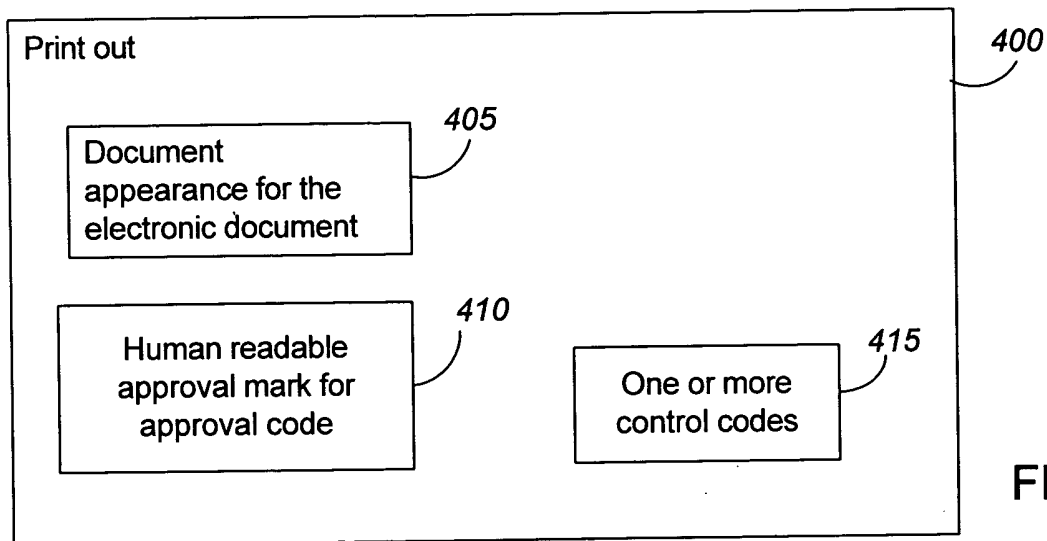 Print out
400
405
Document
appearance for the
electronic document
410
Human readable
approval mark for
approval code
415
One or more
control codes